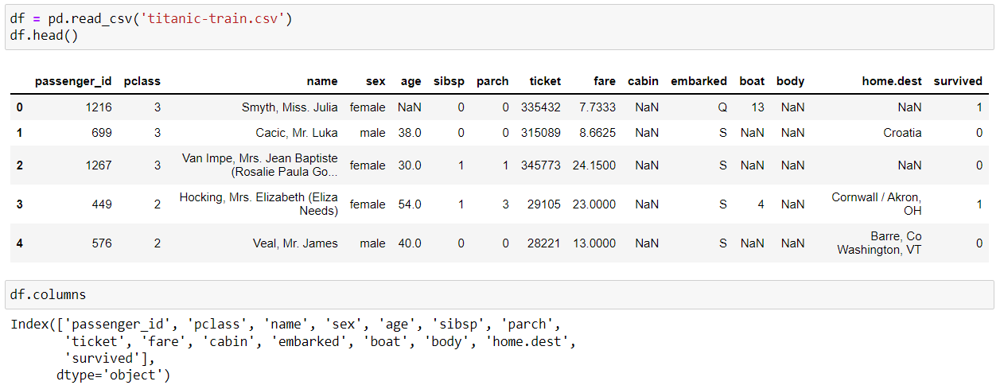 df = pd.read_csv('titanic-train.csv')
df.head()
passenger_id pclass name sex age sibsp parch ticket fare cabin embarked boat body home.dest survived
0 1216 3 Smyth, Miss. Julia female NaN 0 0 335432 7.7333 NaN Q 13 NaN NaN 1
1 699 3 Cacic, Mr. Luka male 38.0 0 0 315089 8.6625 NaN S NaN NaN Croatia 0
2 1267 3 Van Impe, Mrs. Jean Baptiste (Rosalie Paula Go... female 30.0 1 1 345773 24.1500 NaN S NaN NaN NaN 0
3 449 2 Hocking, Mrs. Elizabeth (Eliza Needs) female 54.0 1 3 29105 23.0000 NaN S 4 NaN Cornwall / Akron, OH 1
4 576 2 Veal, Mr. James male 40.0 0 0 28221 13.0000 NaN S NaN NaN Barre, Co Washington, VT 0
df.columns
Index(['passenger_id', 'pclass', 'name', 'sex', 'age', 'sibsp', 'parch',
'ticket', 'fare', 'cabin', 'embarked', 'boat', 'body', 'home.dest',
'survived'],
dtype='object')